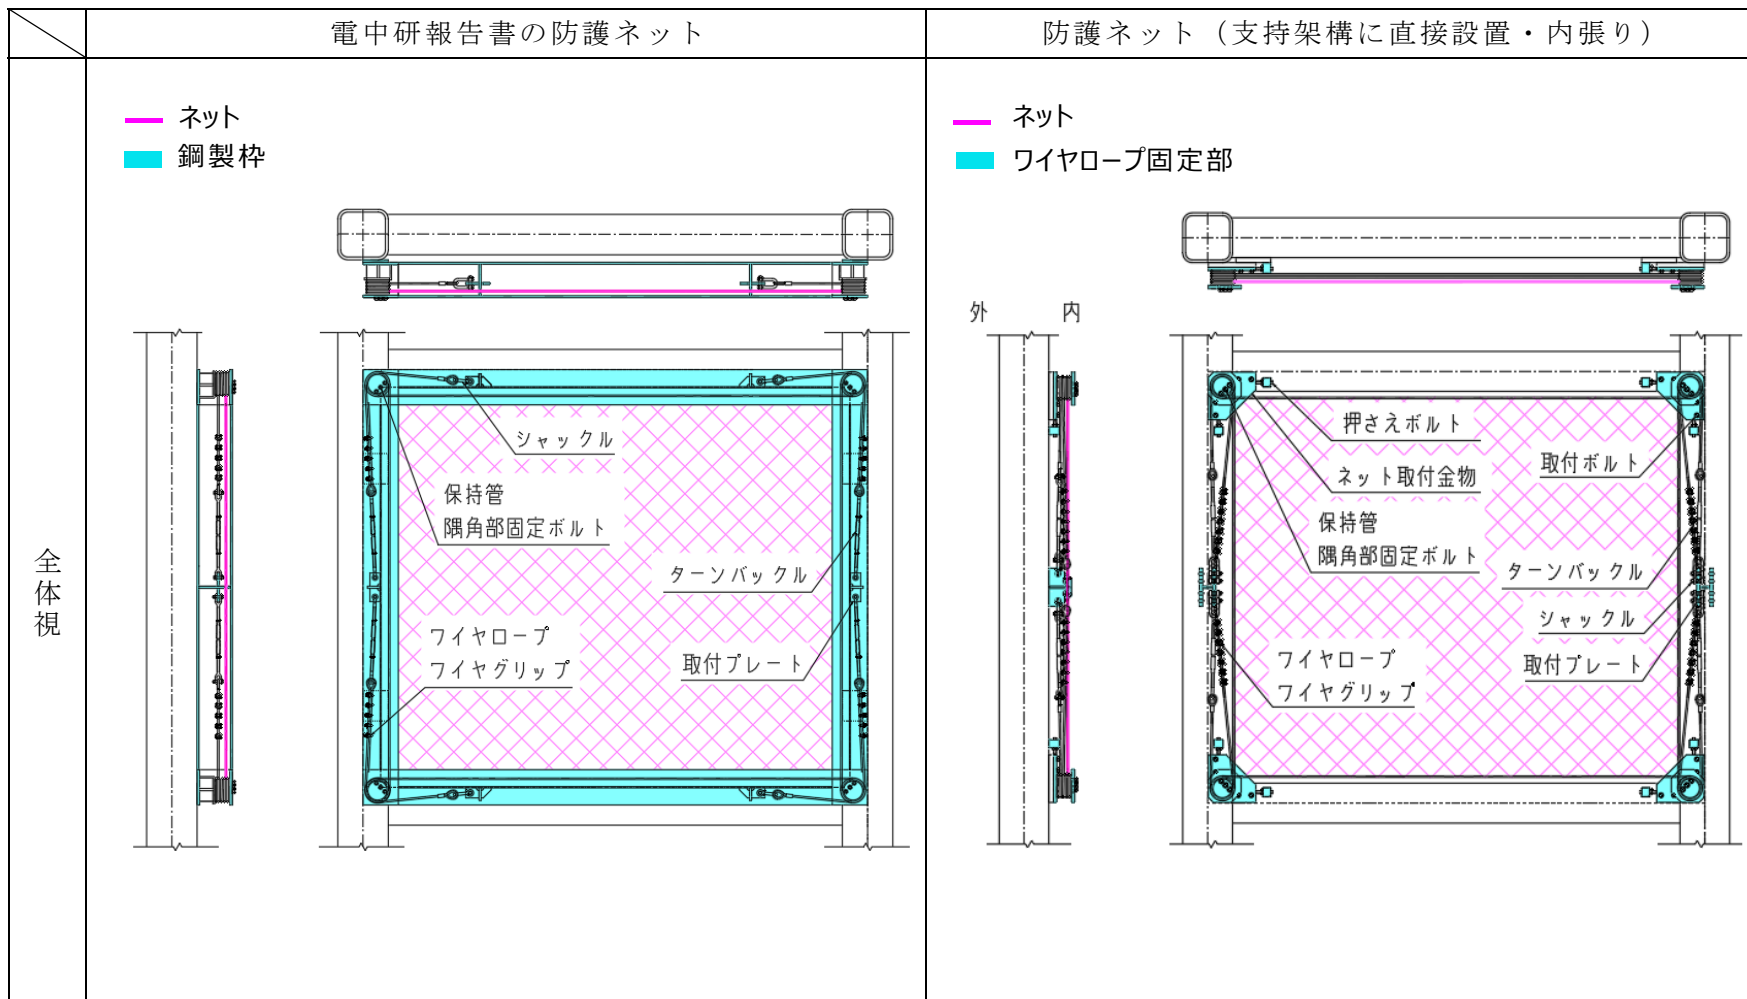 電中研報告書の防護ネット
防護ネット（支持架構に直接設置・内張り）
全体視
ネット
鋼製枠
シャックル
保持管
隅角部固定ボルト
ターンバックル
ワイヤロープ
ワイヤグリップ
取付プレート
ネット
ワイヤロープ固定部
外
内
押さえボルト
取付ボルト
ネット取付金物
保持管
隅角部固定ボルト
ターンバックル
シャックル
ワイヤロープ
ワイヤグリップ
取付プレート